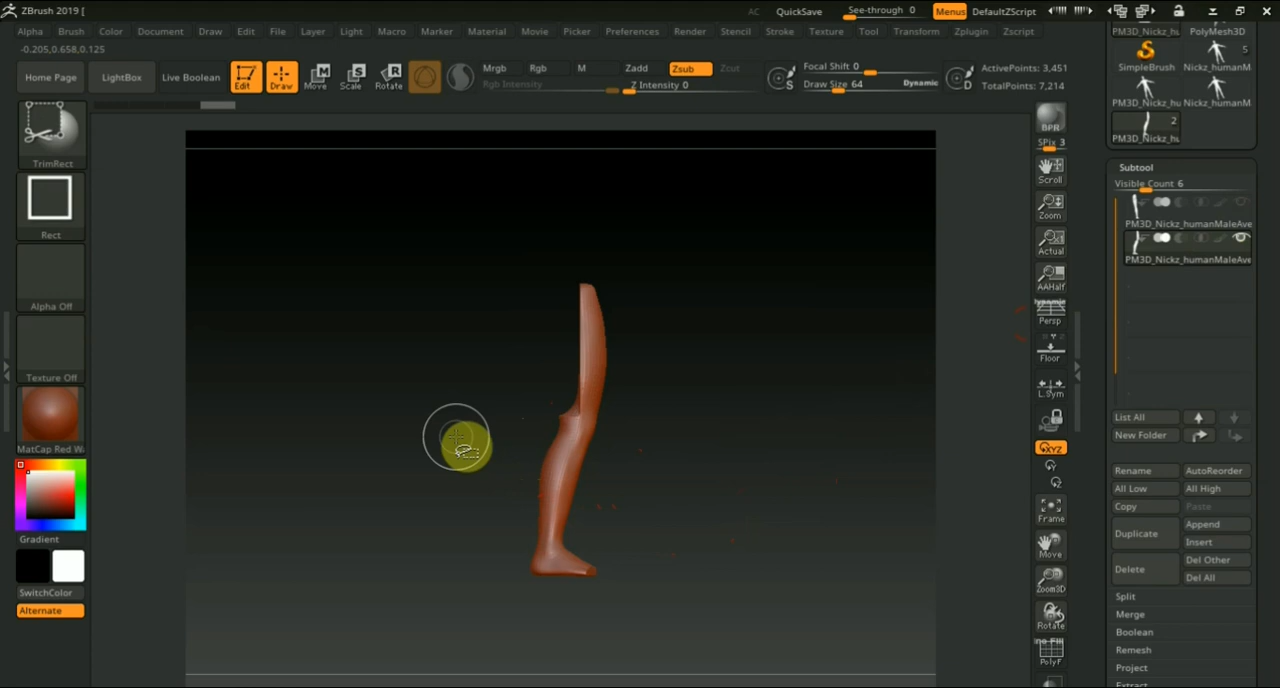 ZBrush 2019 [
AC QuickSave See-through 0 Menus DefaultZScript
Alpha Brush Color Document Draw Edit File Layer Light Macro Marker Material Movie Picker Preferences Render Stencil Stroke Texture Tool Transform Zplugin Zscript
-0.205,0.658,0.125
Home Page LightBox Live Boolean Edit Draw Move Scale Rotate
Mrgb Rgb M Zadd Zsub Zcut
Rgb Intensity Z Intensity 0
Focal Shift 0
Draw Size 64 Dynamic
S D
ActivePoints: 3,451
TotalPoints: 7,214
TrimRect
Rect
Alpha Off
Texture Off
MatCap Red W
Gradient
SwitchColor
Alternate
BPR
SPix 3
Scroll
Zoom
Actual
AAHalf
Dynamic
Persp
Floor
L.Sym
XYZ
Frame
Move
Zoom3D
Rotate
PolyF
PM3D_Nickz_hum PolyMesh3D
5
SimpleBrush Nickz_humanM
PM3D_Nickz_hu Nickz_humanM
2
PM3D_Nickz_hu
Subtool
Visible Count 6
PM3D_Nickz_humanMaleAve
PM3D_Nickz_humanMaleAve
List All
New Folder
Rename AutoReorder
All Low All High
Copy Paste
Duplicate Append
Insert
Delete Del Other
Del All
Split
Merge
Boolean
Remesh
Project
Extract